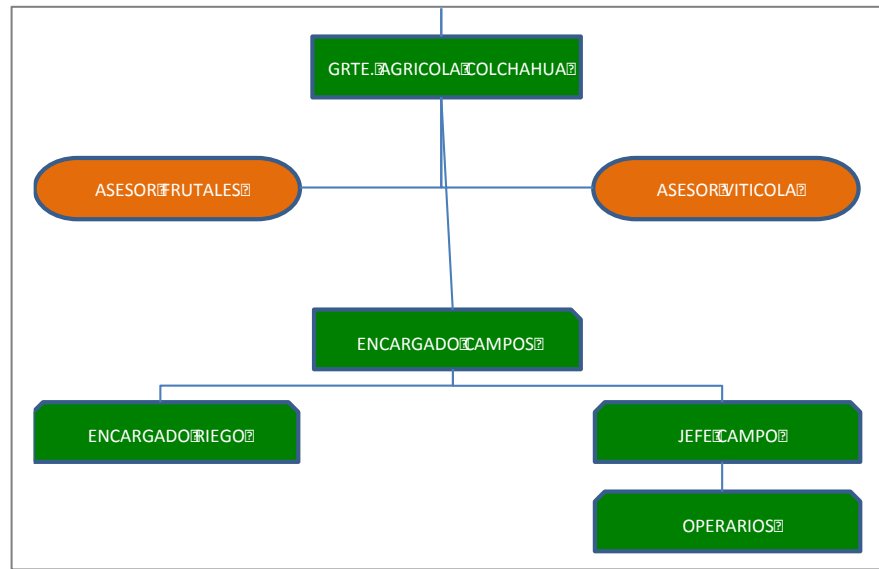 GRTE. AGRICOLA COLCHAHUA
ASESOR FRUTALES
ASESOR VITICOLA
ENCARGADO CAMPOS
ENCARGADO RIEGO
JEFE CAMPO
OPERARIOS